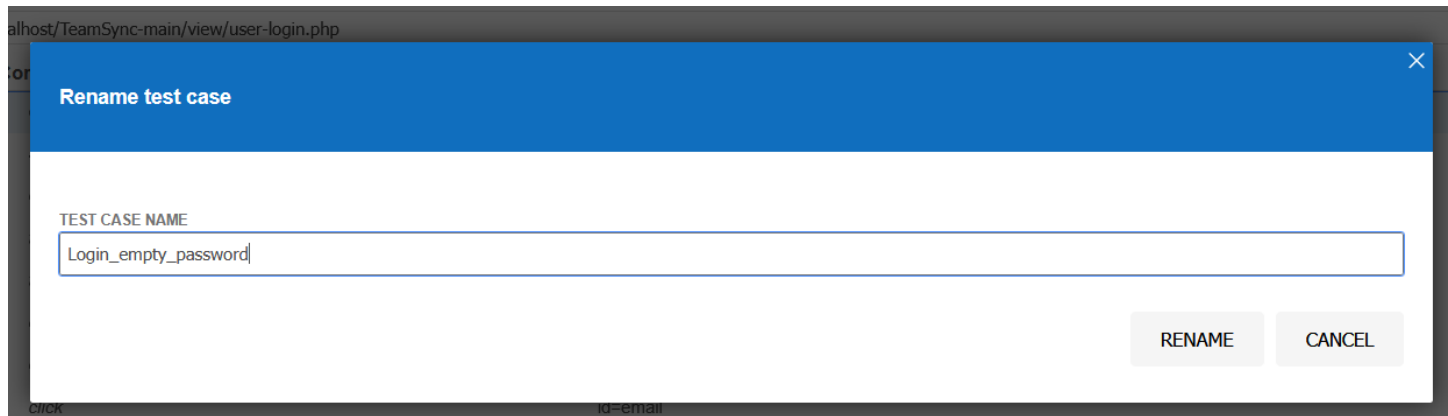 alhost/TeamSync-main/view/user-login.php
Rename test case
TEST CASE NAME
Login_empty_password
RENAME
CANCEL
click
id=email